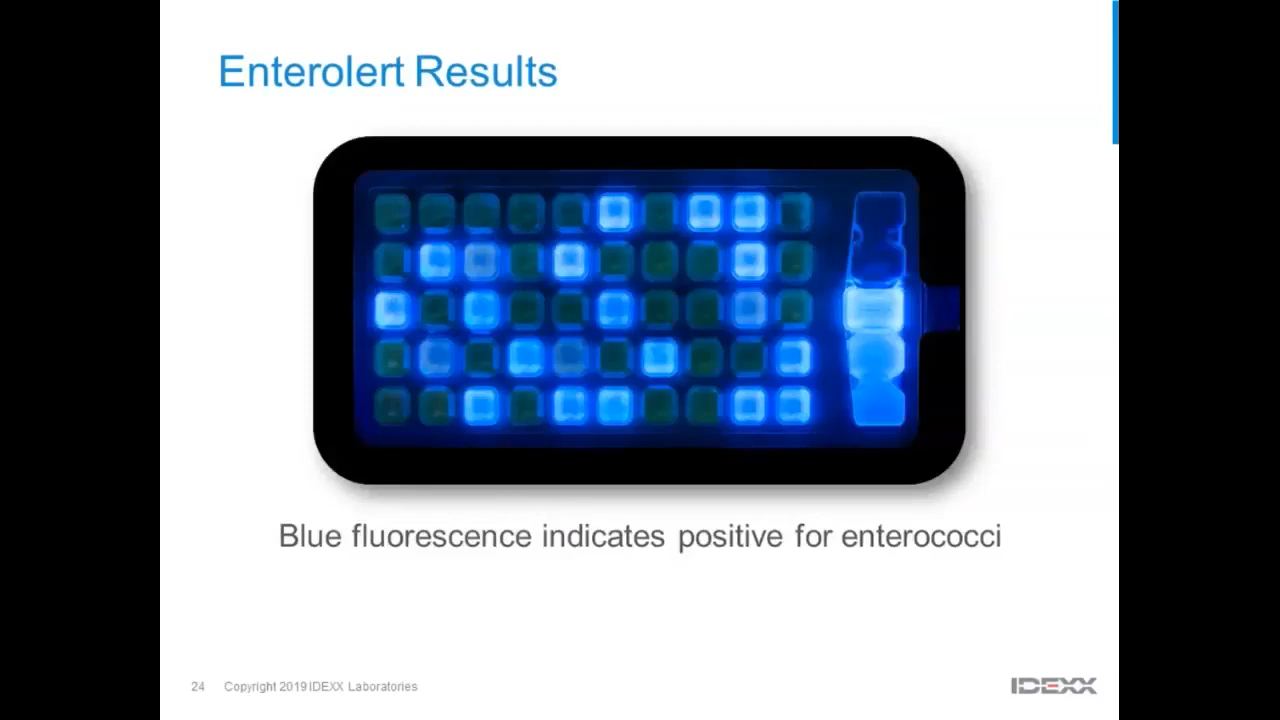 Enterolert Results
Blue fluorescence indicates positive for enterococci
24 Copyright 2019 IDEXX Laboratories
IDEXX